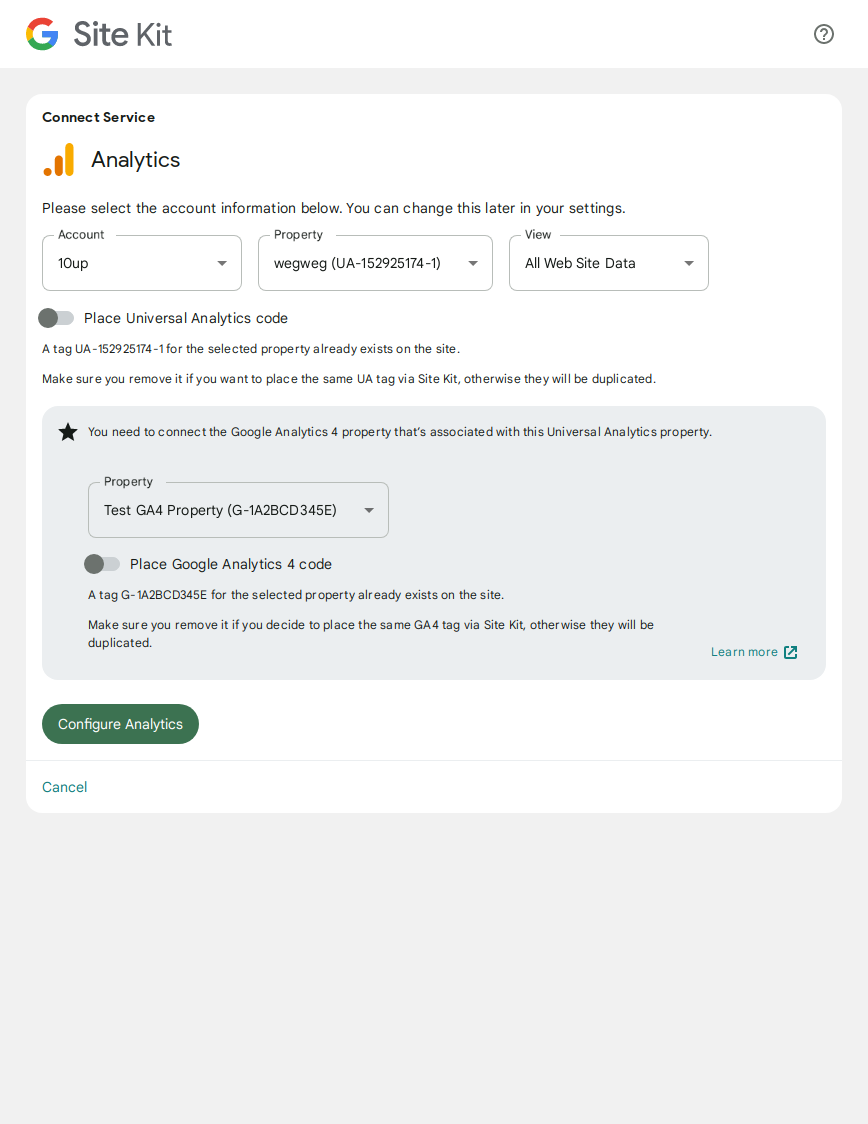 Site Kit
Connect Service
Analytics
Please select the account information below. You can change this later in your settings.
Account
10up
Property
wegweg (UA-152925174-1)
View
All Web Site Data
Place Universal Analytics code
A tag UA-152925174-1 for the selected property already exists on the site.
Make sure you remove it if you want to place the same UA tag via Site Kit, otherwise they will be duplicated.
You need to connect the Google Analytics 4 property that’s associated with this Universal Analytics property.
Property
Test GA4 Property (G-1A2BCD345E)
Place Google Analytics 4 code
A tag G-1A2BCD345E for the selected property already exists on the site.
Make sure you remove it if you decide to place the same GA4 tag via Site Kit, otherwise they will be
duplicated.
Learn more
Configure Analytics
Cancel